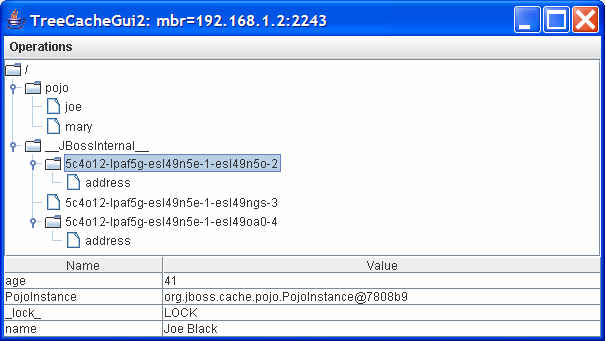 TreeCacheGui2: mbr=192.168.1.2:2243
Operations
/
pojo
joe
mary
__JBossInternal__
5c4o12-lpaf5g-esl49n5e-1-esl49n5o-2
address
5c4o12-lpaf5g-esl49n5e-1-esl49ngs-3
5c4o12-lpaf5g-esl49n5e-1-esl49oa0-4
address
Name Value
age 41
PojoInstance org.jboss.cache.pojo.PojoInstance@7808b9
_lock_ LOCK
name Joe Black